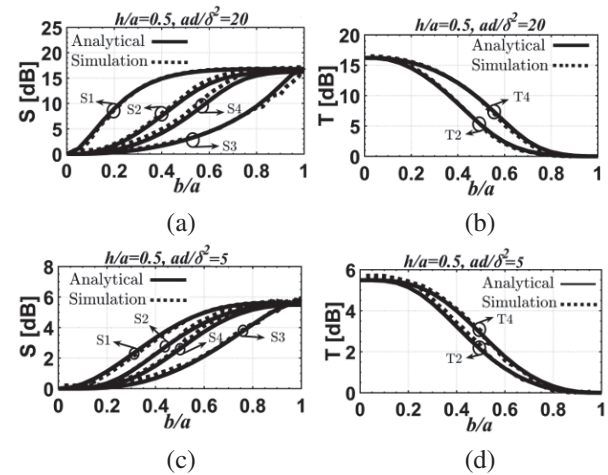 h/a=0.5, ad/δ²=20
Analytical
Simulation
S1
S2
S4
S3
S [dB]
25
20
15
10
5
0
0 0.2 0.4 0.6 0.8 1
b/a
(a)
h/a=0.5, ad/δ²=20
Analytical
Simulation
T4
T2
T [dB]
20
15
10
5
0
0 0.2 0.4 0.6 0.8 1
b/a
(b)
h/a=0.5, ad/δ²=5
Analytical
Simulation
S2
S1
S3
S4
S [dB]
8
6
4
2
0
0 0.2 0.4 0.6 0.8 1
b/a
(c)
h/a=0.5, ad/δ²=5
Analytical
Simulation
T4
T2
T [dB]
6
4
2
0
0 0.2 0.4 0.6 0.8 1
b/a
(d)